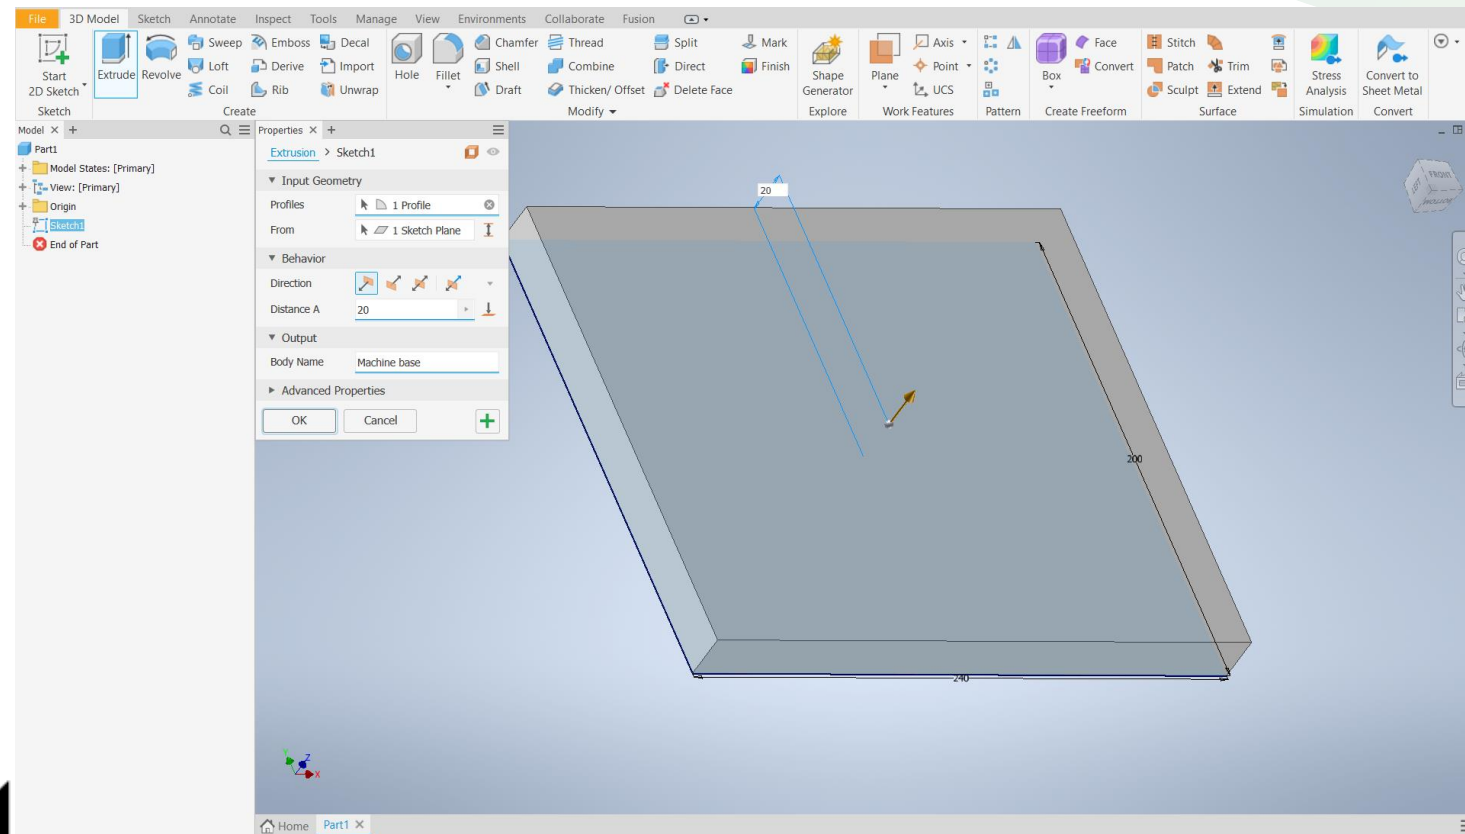 File 3D Model Sketch Annotate Inspect Tools Manage View Environments Collaborate Fusion
Start
2D Sketch
Extrude
Revolve
Sweep
Loft
Coil
Emboss
Derive
Rib
Decal
Import
Unwrap
Hole
Fillet
Chamfer
Shell
Draft
Thread
Combine
Thicken/ Offset
Split
Direct
Delete Face
Mark
Finish
Shape
Generator
Plane
Axis
Point
UCS
Box
Face
Convert
Stitch
Patch
Sculpt
Trim
Extend
Stress
Analysis
Convert to
Sheet Metal
Sketch Create Modify Explore Work Features Pattern Create Freeform Surface Simulation Convert
Model × +
Part1
Model States: [Primary]
View: [Primary]
Origin
Sketch1
End of Part
Properties × +
Extrusion > Sketch1
Input Geometry
Profiles 1 Profile
From 1 Sketch Plane
Behavior
Direction
Distance A 20
Output
Body Name Machine base
Advanced Properties
OK Cancel
20
200
240
FRONT
LEFT
Y
Z
X
Home Part1 ×